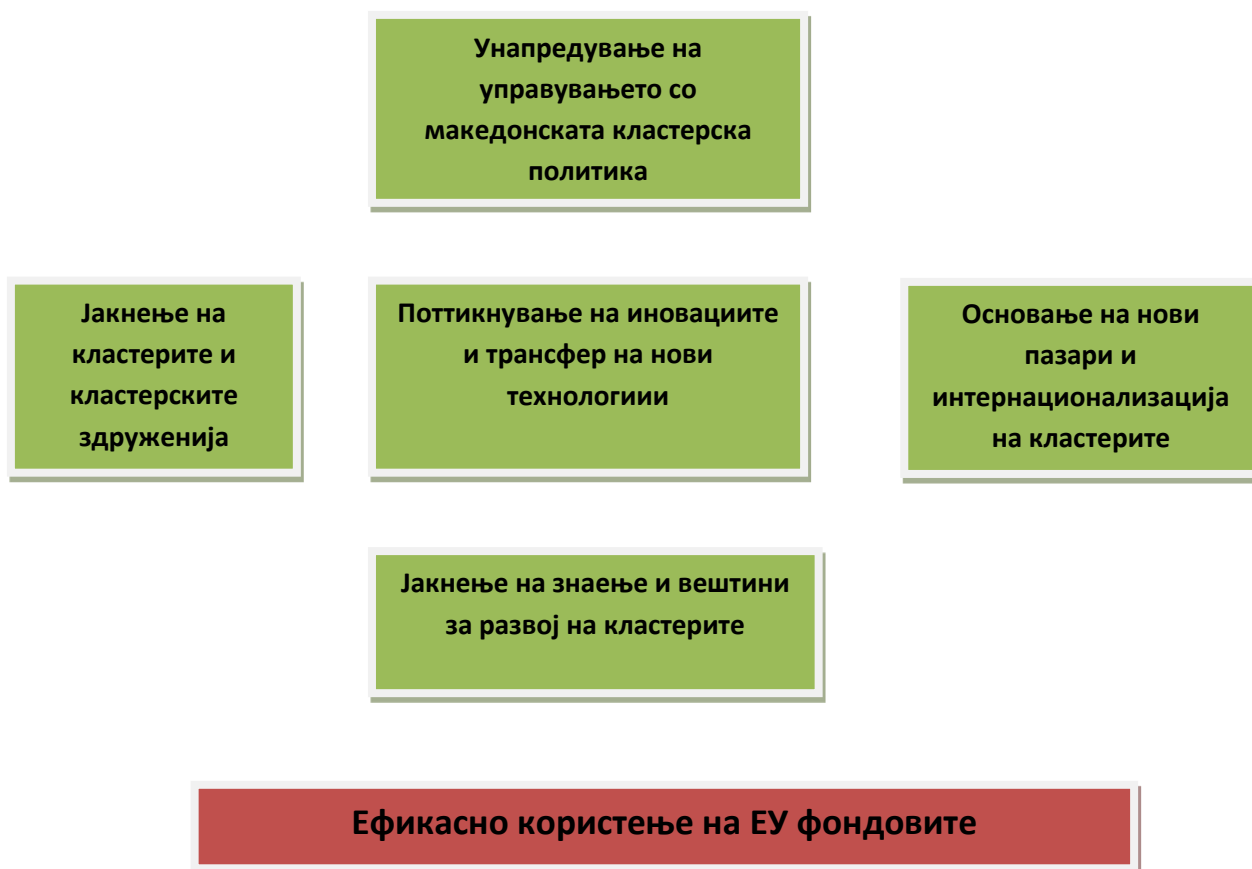 Унапредување на
управувањето со
македонската кластерска
политика
Јакнење на
кластерите и
кластерските
здруженија
Поттикнување на иновациите
и трансфер на нови
технологиии
Основање на нови
пазари и
интернационализација
на кластерите
Јакнење на знаење и вештини
за развој на кластерите
Ефикасно користење на ЕУ фондовите